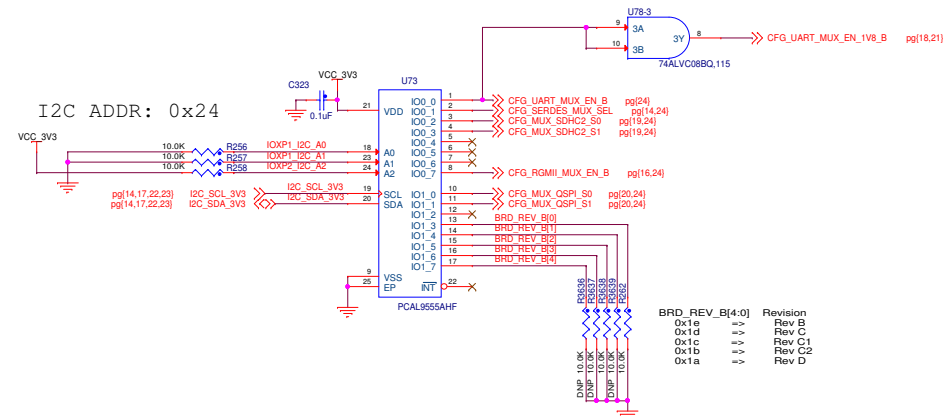 U78-3
9
3A
3Y
8
CFG_UART_MUX_EN_1V8_B
pg{18,21}
10
3B
74ALVC08BQ,115
VCC_3V3
U73
C323
0.1uF
I2C ADDR: 0x24
21
VDD
IO0_0
1
CFG_UART_MUX_EN_B
pg{24}
IO0_1
2
CFG_SERDES_MUX_SEL
pg{14,24}
IO0_2
3
CFG_MUX_SDHC2_S0
pg{19,24}
IO0_3
4
CFG_MUX_SDHC2_S1
pg{19,24}
IO0_4
5
IO0_5
6
IO0_6
7
IO0_7
8
CFG_RGMII_MUX_EN_B
pg{16,24}
VCC_3V3
10.0K
R256
IOXP1_I2C_A0
18
A0
10.0K
R257
IOXP1_I2C_A1
23
A1
10.0K
R258
IOXP2_I2C_A2
24
A2
pg{14,17,22,23}
I2C_SCL_3V3
I2C_SCL_3V3
19
SCL
pg{14,17,22,23}
I2C_SDA_3V3
I2C_SDA_3V3
20
SDA
IO1_0
10
CFG_MUX_QSPI_S0
pg{20,24}
IO1_1
11
CFG_MUX_QSPI_S1
pg{20,24}
IO1_2
12
IO1_3
13
BRD_REV_B[0]
IO1_4
14
BRD_REV_B[1]
IO1_5
15
BRD_REV_B[2]
IO1_6
16
BRD_REV_B[3]
IO1_7
17
BRD_REV_B[4]
9
VSS
25
EP
INT
22
PCAL9555AHF
R3636
R3637
R3638
R3639
R262
DNP 10.0K
10.0K
DNP 10.0K
10.0K
10.0K
BRD_REV_B[4:0] Revision
0x1e => Rev B
0x1d => Rev C
0x1c => Rev C1
0x1b => Rev C2
0x1a => Rev D